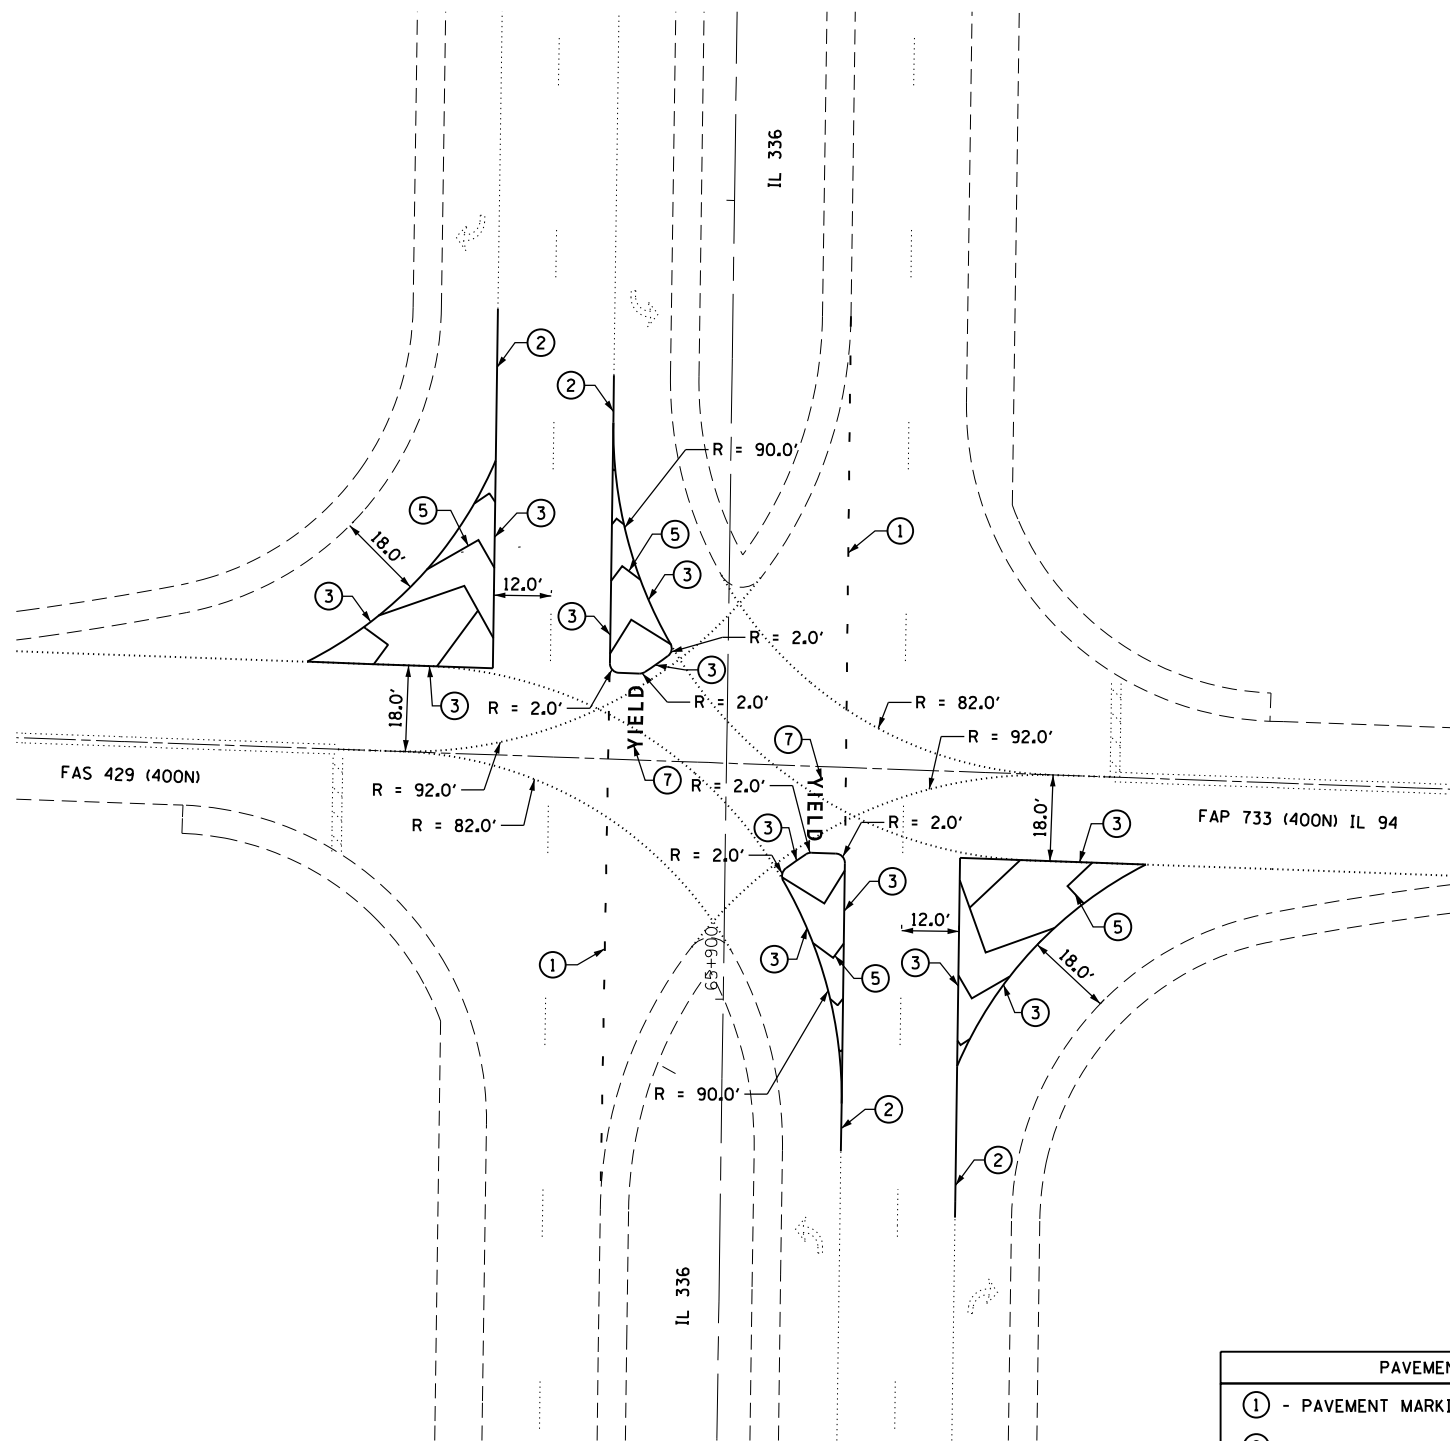 IL 336
2
2
R = 90.0'
5
3
1
5
18.0'
12.0'
3
3
3
R = 2.0'
3
YIELD
R = 2.0'
18.0'
3
R = 2.0'
R = 82.0'
R = 92.0'
7
7
FAS 429 (400N)
R = 92.0'
R = 2.0'
YIELD
R = 82.0'
3
R = 2.0'
18.0'
3
FAP 733 (400N) IL 94
R = 2.0'
3
12.0'
5
65+900
1
3
5
3
18.0'
3
R = 90.0'
2
2
IL 336
1 - PAVEMENT